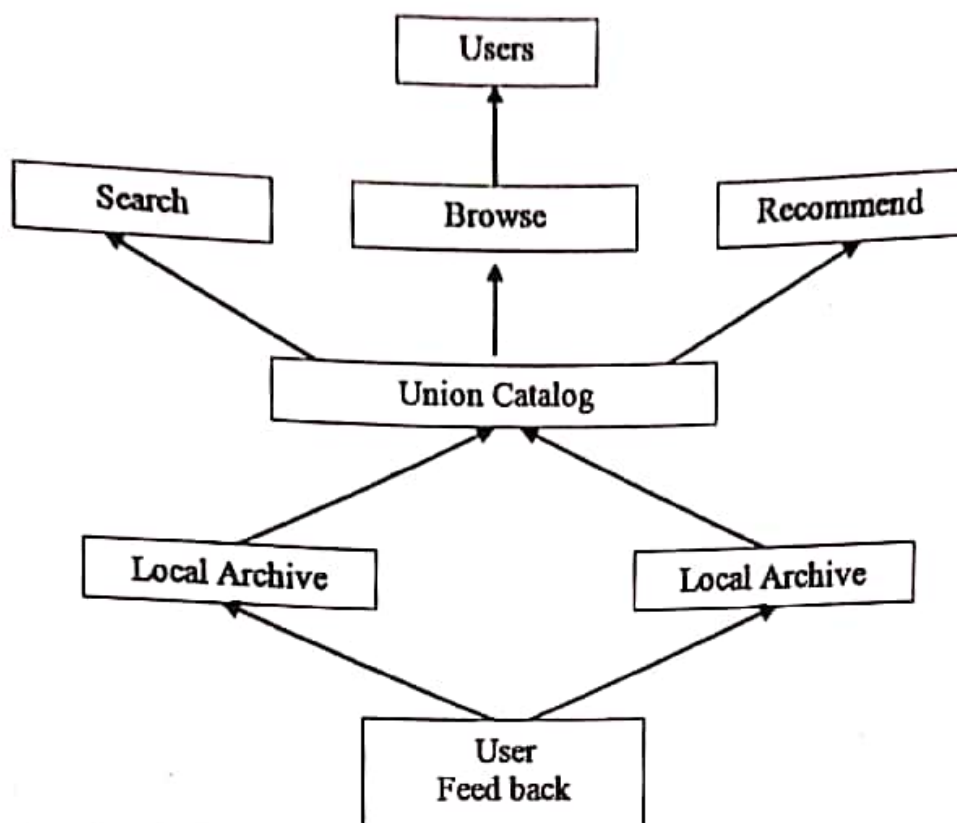 Users
Search
Browse
Recommend
Union Catalog
Local Archive
Local Archive
User
Feed back